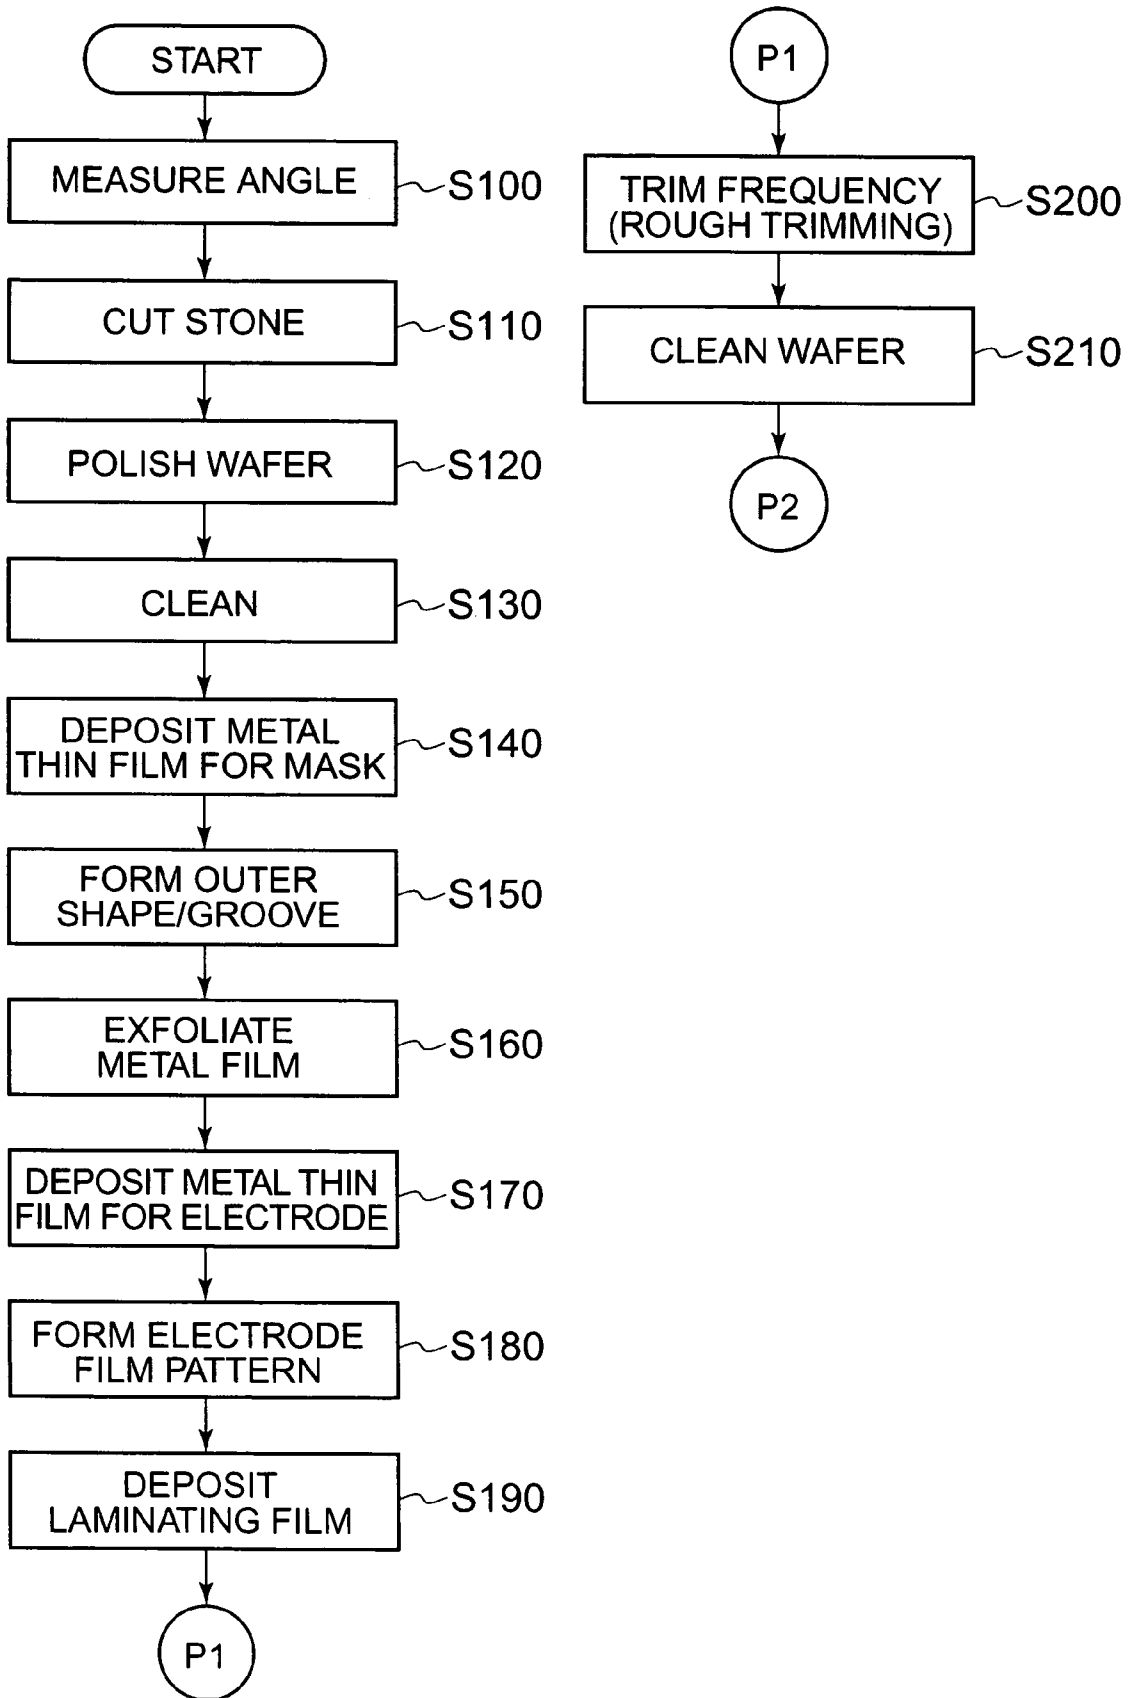 START
MEASURE ANGLE
S100
CUT STONE
S110
POLISH WAFER
S120
CLEAN
S130
DEPOSIT METAL
THIN FILM FOR MASK
S140
FORM OUTER
SHAPE/GROOVE
S150
EXFOLIATE
METAL FILM
S160
DEPOSIT METAL THIN
FILM FOR ELECTRODE
S170
FORM ELECTRODE
FILM PATTERN
S180
DEPOSIT
LAMINATING FILM
S190
P1
P1
TRIM FREQUENCY
(ROUGH TRIMMING)
S200
CLEAN WAFER
S210
P2